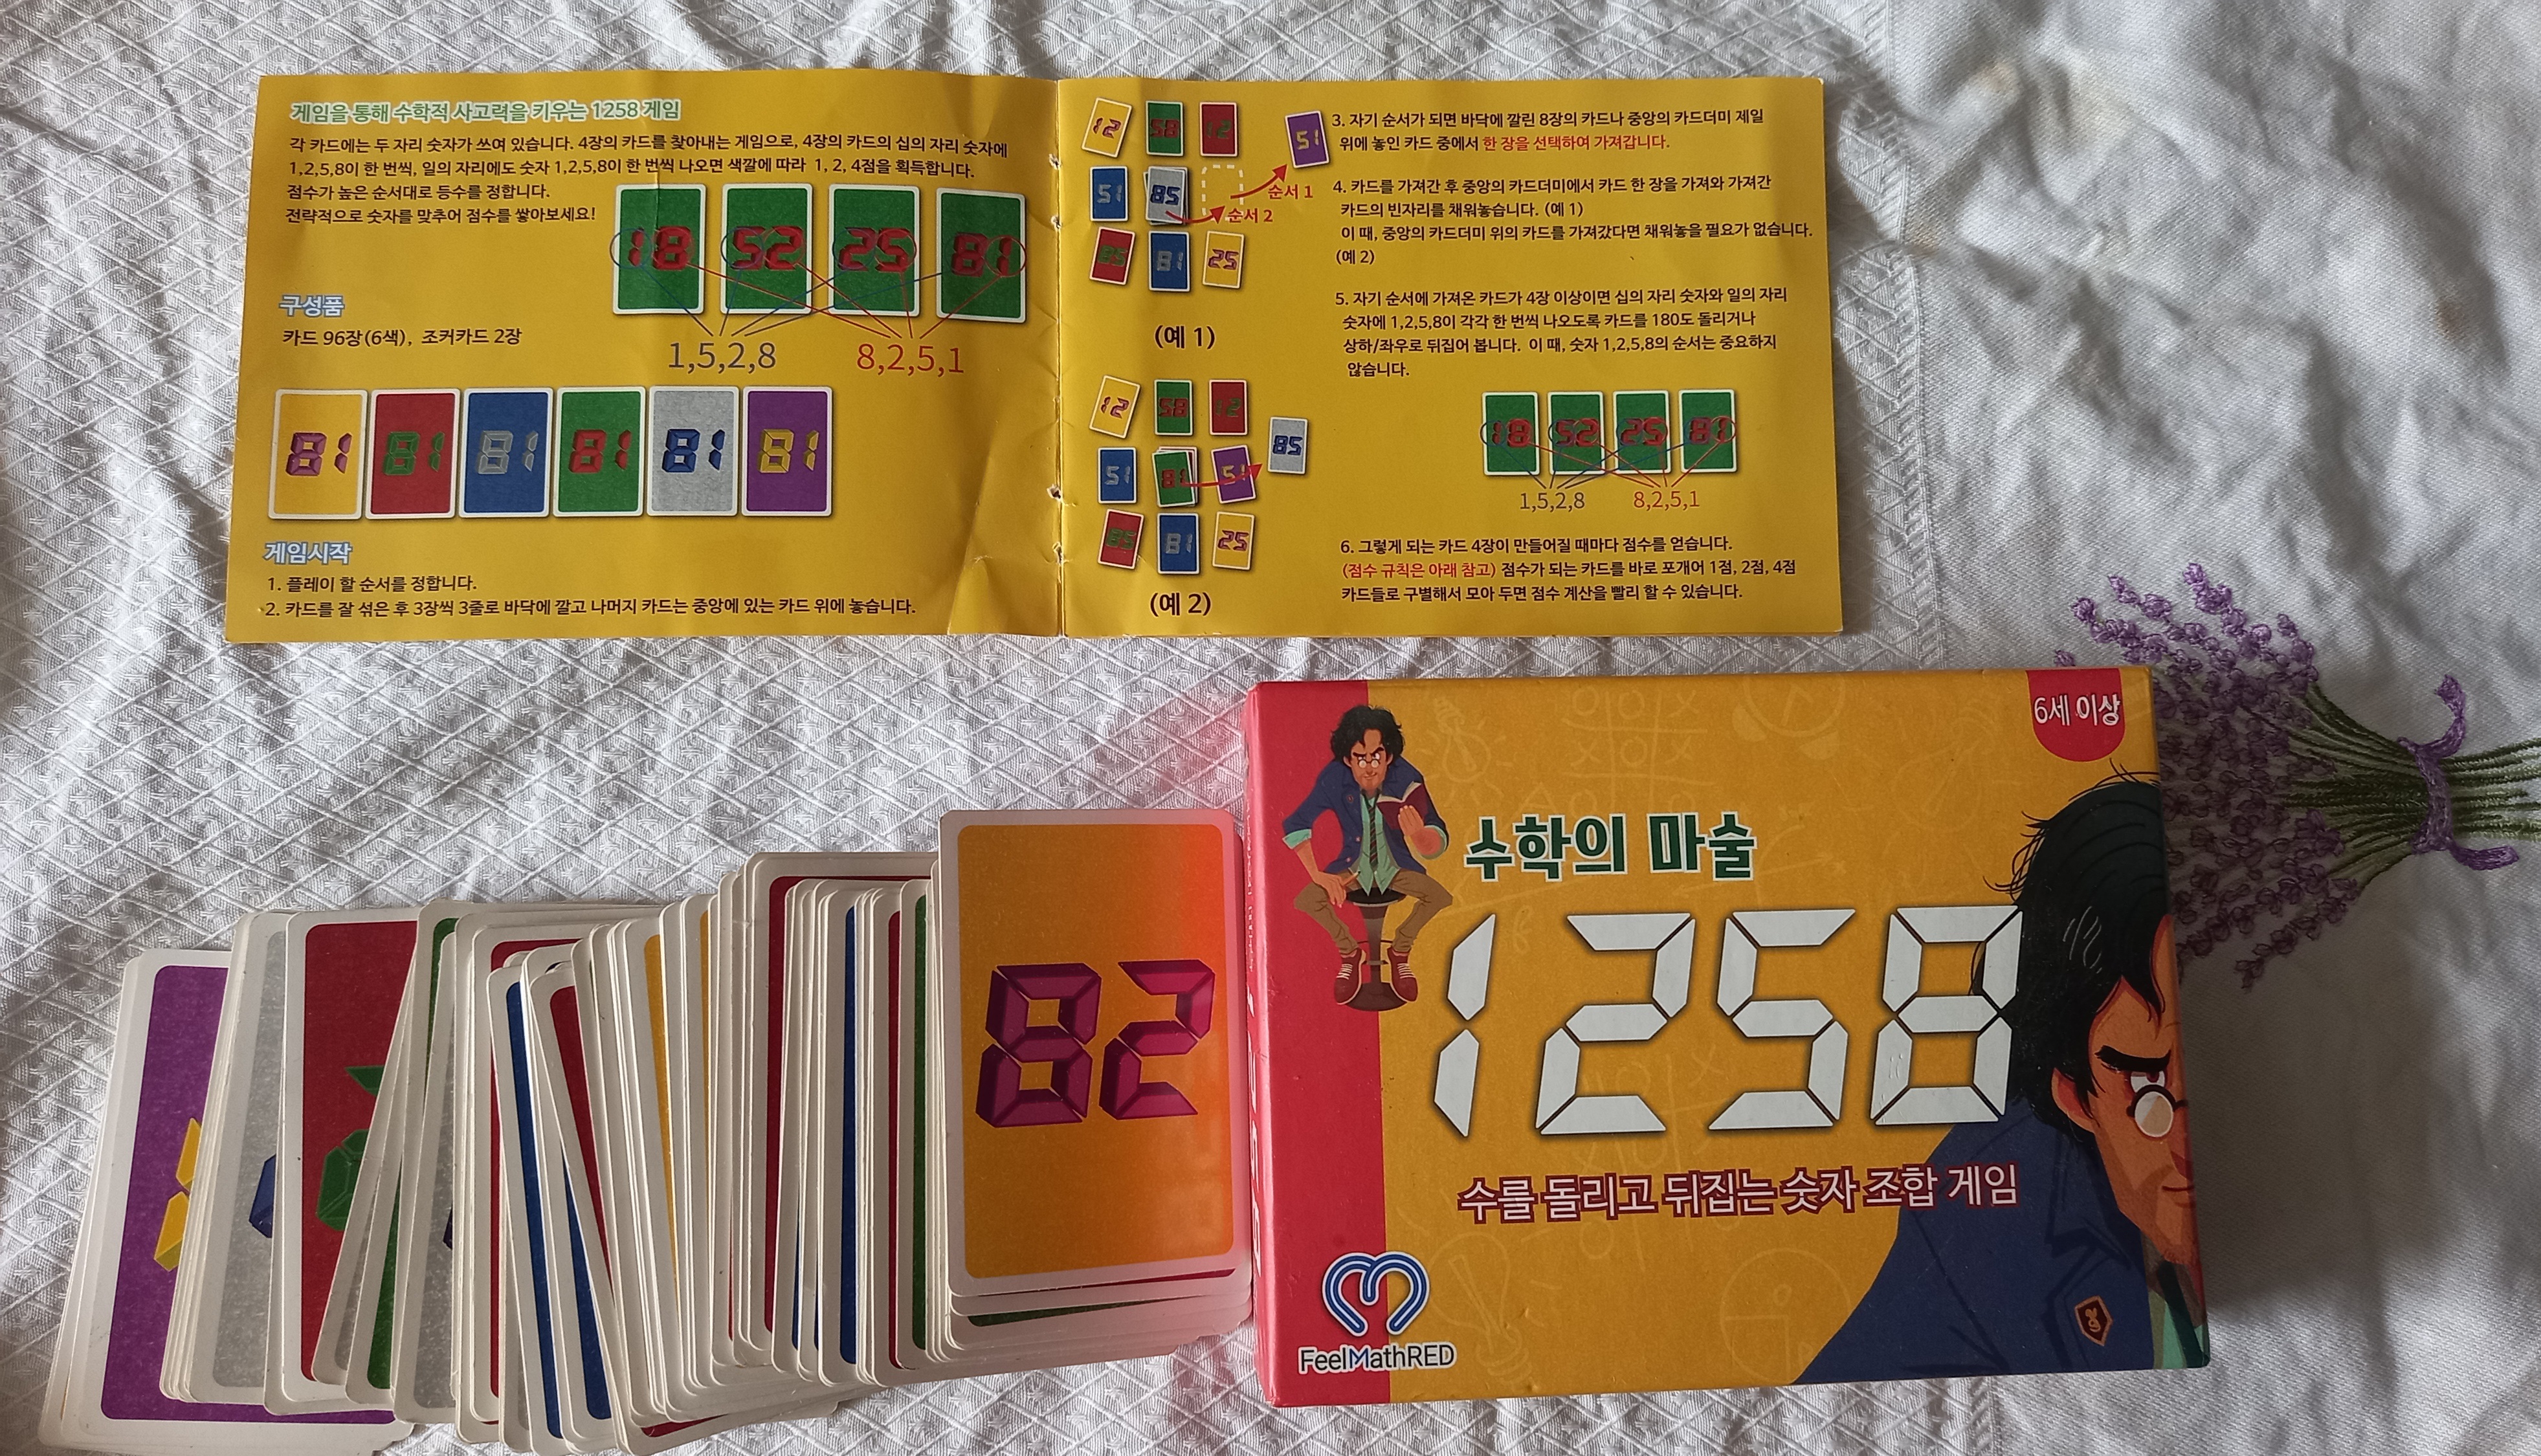 게임을 통해 수학적 사고력을 키우는 1258 게임
각 카드에는 두 자리 숫자가 쓰여 있습니다. 4장의 카드를 찾아내는 게임으로, 4장의 카드의 십의 자리 숫자에
1,2,5,8이 한 번씩, 일의 자리에도 숫자 1,2,5,8이 한 번씩 나오면 색깔에 따라 1, 2, 4점을 획득합니다.
점수가 높은 순서대로 등수를 정합니다.
전략적으로 숫자를 맞추어 점수를 쌓아보세요!
18 52 25 81
1,5,2,8 8,2,5,1
구성품
카드 96장(6색), 조커카드 2장
81 81 81 81 81 81
게임시작
1. 플레이 할 순서를 정합니다.
2. 카드를 잘 섞은 후 3장씩 3줄로 바닥에 깔고 나머지 카드는 중앙에 있는 카드 위에 놓습니다.
12 58 12 51
51 85 순서 1
순서 2
85 81 25
(예 1)
12 58 12
51 81 51 85
85 81 25
(예 2)
3. 자기 순서가 되면 바닥에 깔린 8장의 카드나 중앙의 카드더미 제일
위에 놓인 카드 중에서 한 장을 선택하여 가져갑니다.
4. 카드를 가져간 후 중앙의 카드더미에서 카드 한 장을 가져와 가져간
카드의 빈자리를 채워놓습니다. (예 1)
이 때, 중앙의 카드더미 위의 카드를 가져갔다면 채워놓을 필요가 없습니다.
(예 2)
5. 자기 순서에 가져온 카드가 4장 이상이면 십의 자리 숫자와 일의 자리
숫자에 1,2,5,8이 각각 한 번씩 나오도록 카드를 180도 돌리거나
상하/좌우로 뒤집어 봅니다. 이 때, 숫자 1,2,5,8의 순서는 중요하지
않습니다.
18 52 25 81
1,5,2,8 8,2,5,1
6. 그렇게 되는 카드 4장이 만들어질 때마다 점수를 얻습니다.
(점수 규칙은 아래 참고) 점수가 되는 카드를 바로 포개어 1점, 2점, 4점
카드들로 구별해서 모아 두면 점수 계산을 빨리 할 수 있습니다.
82
6세 이상
수학의 마술
1258
수를 돌리고 뒤집는 숫자 조합 게임
FeelMathRED